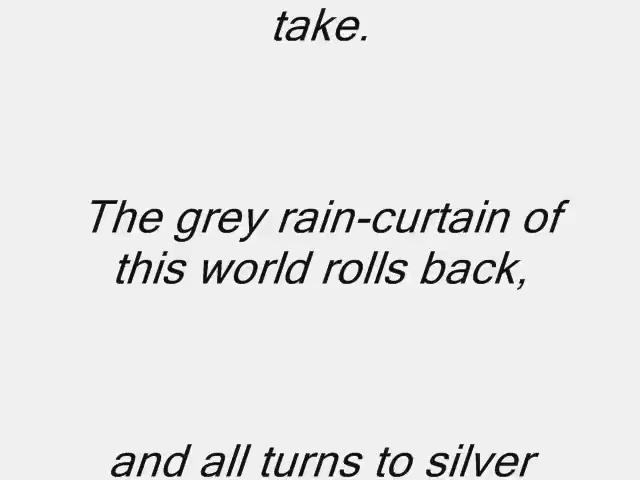 take.
The grey rain-curtain of
this world rolls back,
and all turns to silver